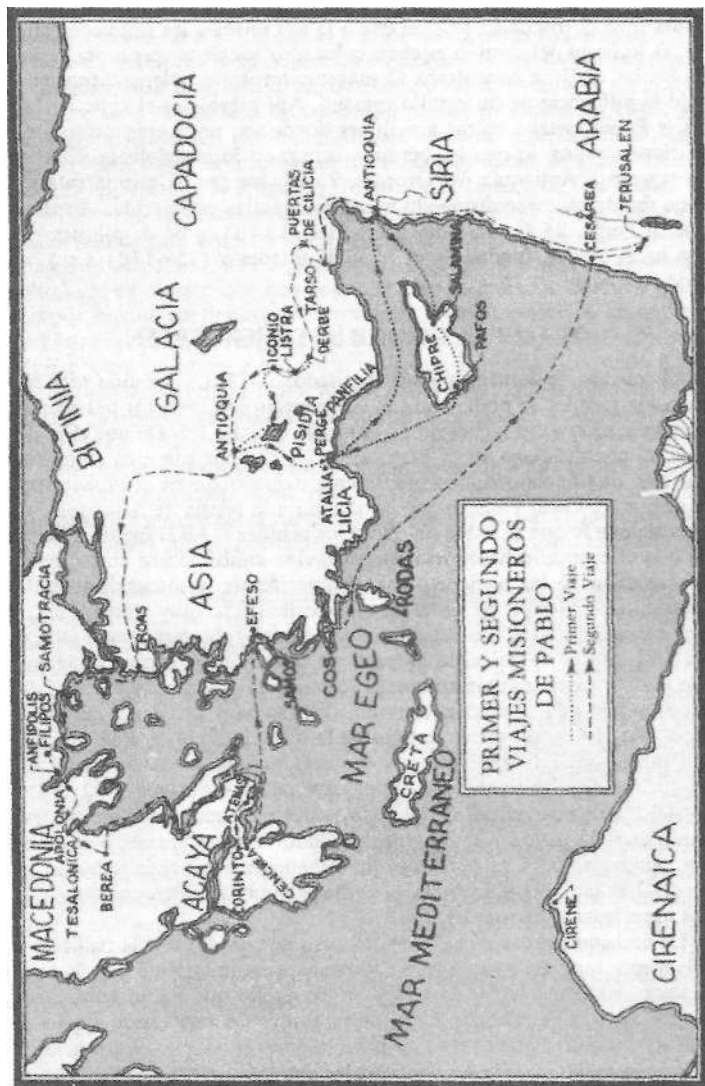 MACEDONIA
TESALONICA
APOLONIA
ANFIPOLIS
FILIPOS
SAMOTRACIA
BEREA
BITINIA
GALACIA
CAPADOCIA
TROAS
ASIA
ANTIOQUIA
PISIDIA
ICONIO
LISTRA
DERBE
TARSO
PUERTAS
DE CILICIA
ACAYA
CORINTO
ATENAS
CENCREA
EFESO
SAMOS
COS
ATALIA
PERGE
PANFILIA
LICIA
RODAS
MAR EGEO
CRETA
ANTIOQUIA
SIRIA
CHIPRE
SALAMINA
PAFOS
MAR MEDITERRANEO
CESÁREA
JERUSALEN
ARABIA
CIRENE
CIRENAICA
PRIMER Y SEGUNDO
VIAJES MISIONEROS
DE PABLO
Primer Viaje
Segundo Viaje